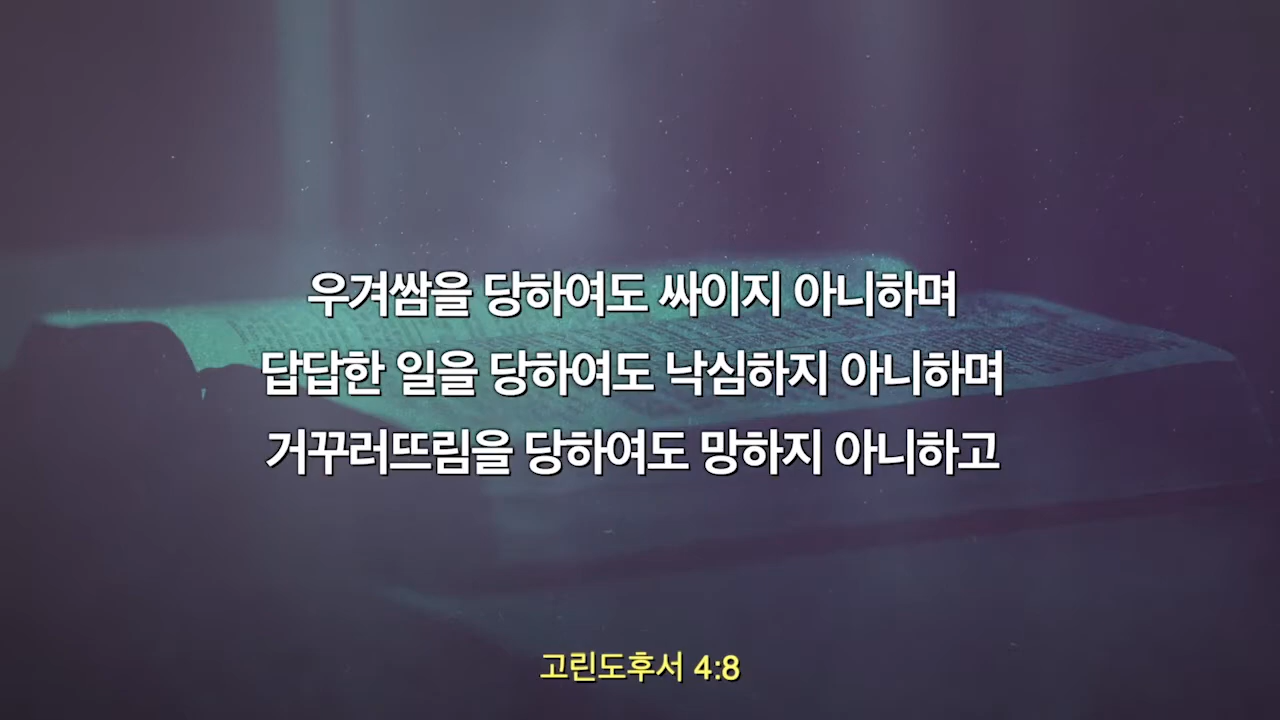 우겨쌈을 당하여도 싸이지 아니하며
답답한 일을 당하여도 낙심하지 아니하며
거꾸러뜨림을 당하여도 망하지 아니하고
고린도후서 4:8